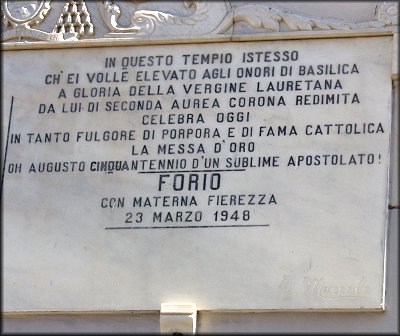 IN QUESTO TEMPIO ISTESSO
CH'EI VOLLE ELEVATO AGLI ONORI DI BASILICA
A GLORIA DELLA VERGINE LAURETANA
DA LUI DI SECONDA AUREA CORONA REDIMITA
CELEBRA OGGI
IN TANTO FULGORE DI PORPORA E DI FAMA CATTOLICA
LA MESSA D'ORO
OH AUGUSTO CINQUANTENNIO D'UN SUBLIME APOSTOLATO!
FORIO
CON MATERNA FIEREZZA
23 MARZO 1948